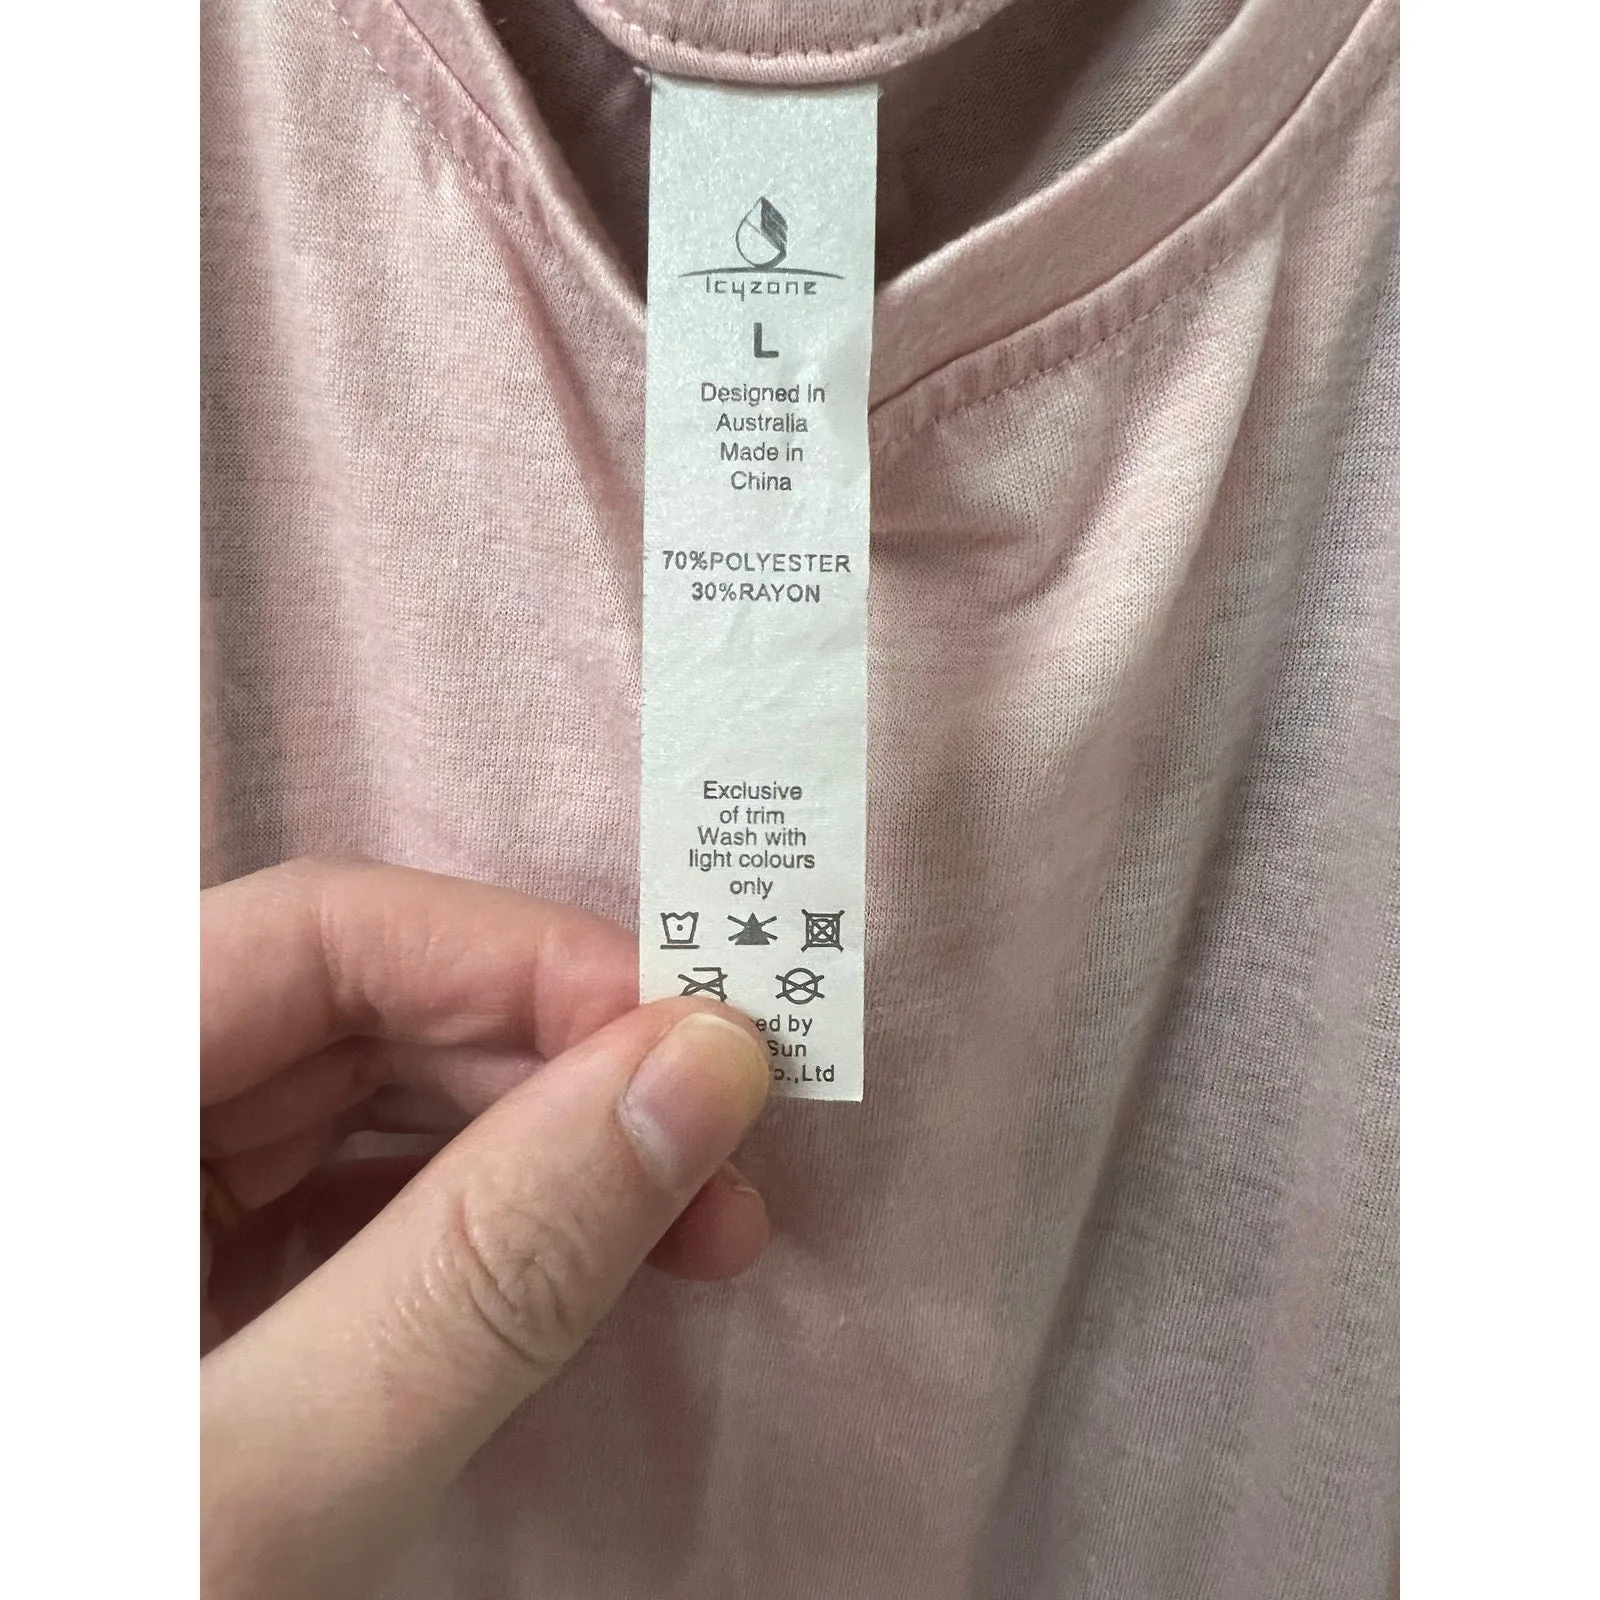 Icyzone
L
Designed in
Australia
Made in
China
70%POLYESTER
30%RAYON
Exclusive
of trim
Wash with
light colours
only
by
Sun
Ltd